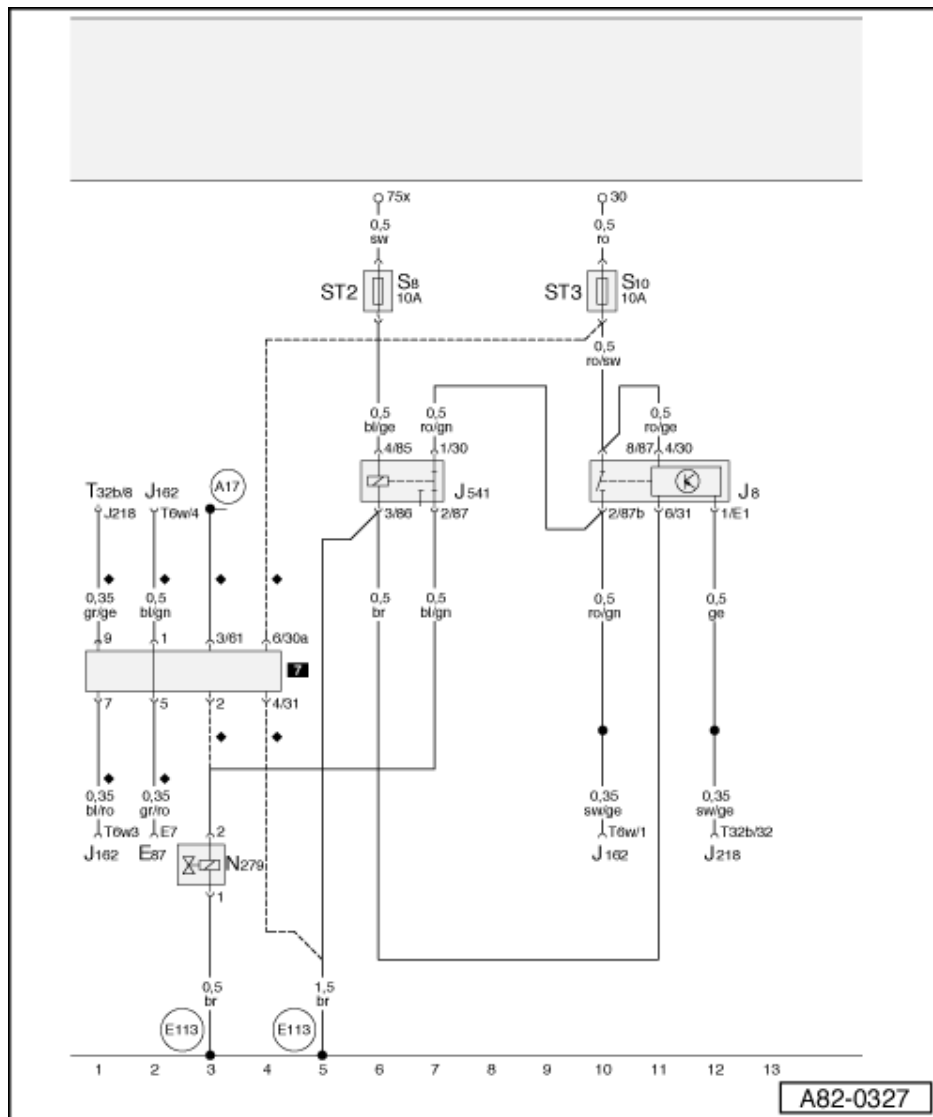 75x
30
0,5
sw
0,5
ro
ST2
S8
10A
ST3
S10
10A
0,5
ro/sw
0,5
bl/ge
0,5
ro/gn
0,5
ro/ge
4/85
1/30
8/87
4/30
J541
J8
T32b/8
J162
A17
J218
T6w/4
3/86
2/87
2/87b
6/31
1/E1
0,35
gr/ge
0,5
bl/gn
0,5
br
0,5
bl/gn
0,5
ro/gn
0,5
ge
9
1
3/61
6/30a
7
7
5
2
4/31
0,35
bl/ro
0,35
gr/ro
0,35
sw/ge
0,35
sw/ge
T6w3
E7
2
T6w/1
T32b/32
J162
E87
N279
J162
J218
1
0,5
br
1,5
br
E113
E113
1 2 3 4 5 6 7 8 9 10 11 12 13
A82-0327